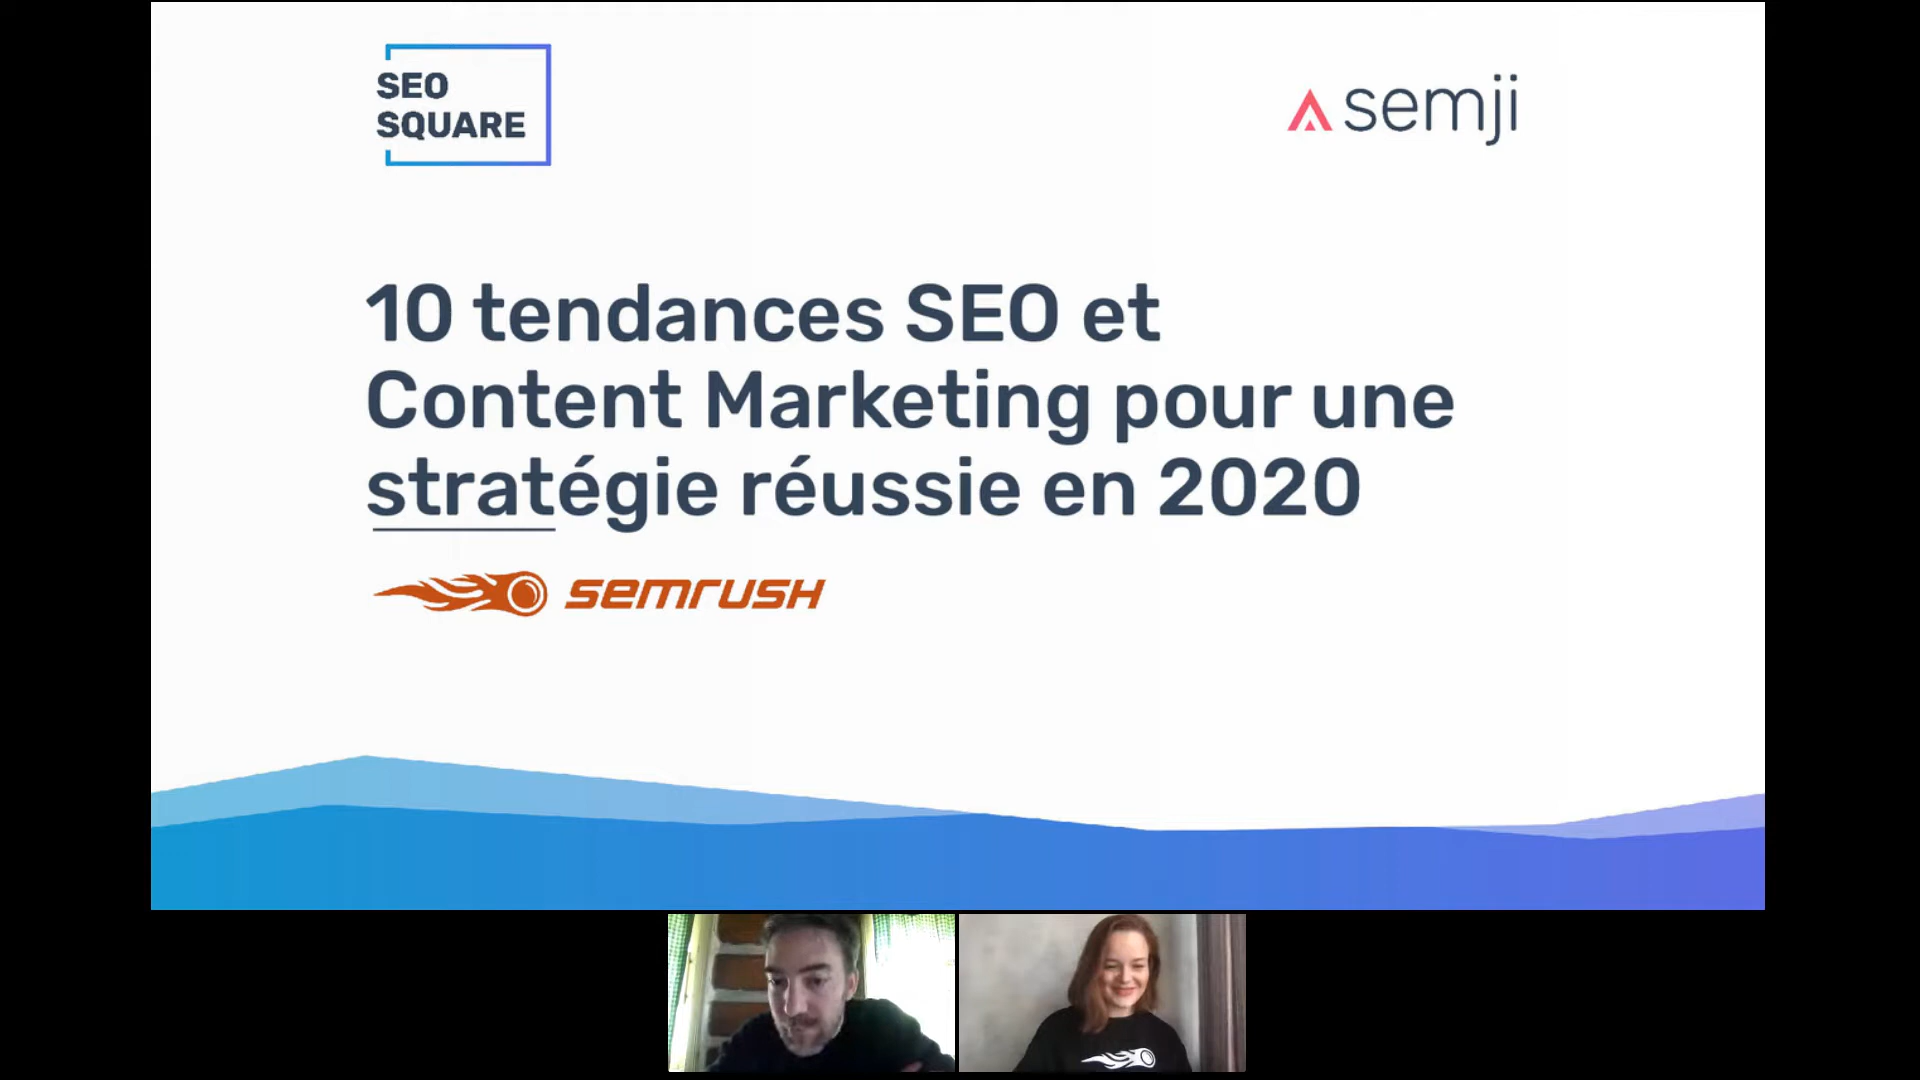 SEO
SQUARE
semji
10 tendances SEO et
Content Marketing pour une
stratégie réussie en 2020
semrush